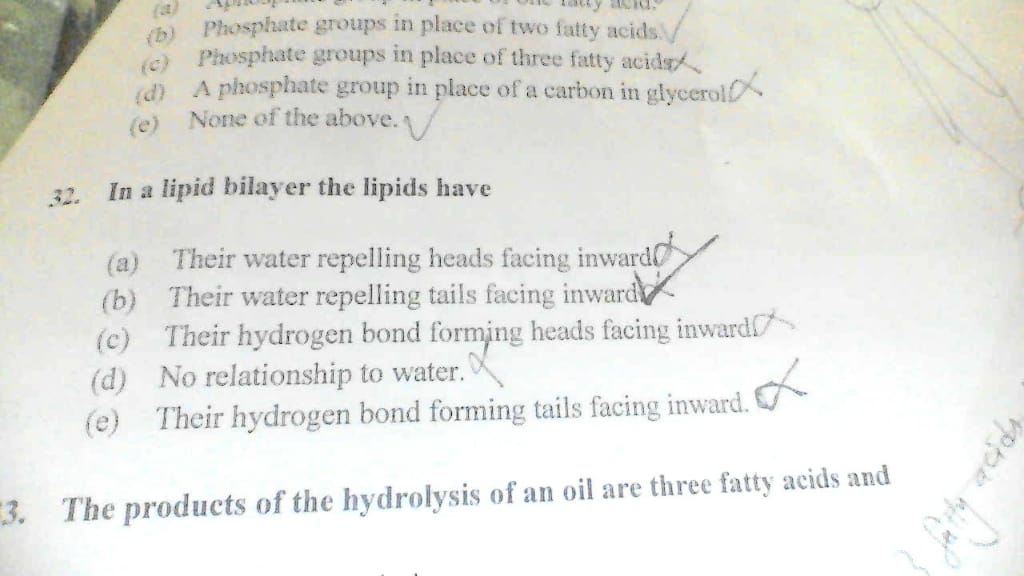 (a)
(b) Phosphate groups in place of two fatty acids.
(c) Phosphate groups in place of three fatty acids
(d) A phosphate group in place of a carbon in glycerol
(e) None of the above.
32. In a lipid bilayer the lipids have
(a) Their water repelling heads facing inward
(b) Their water repelling tails facing inward
(c) Their hydrogen bond forming heads facing inward
(d) No relationship to water.
(e) Their hydrogen bond forming tails facing inward.
3. The products of the hydrolysis of an oil are three fatty acids and
3 fatty acids